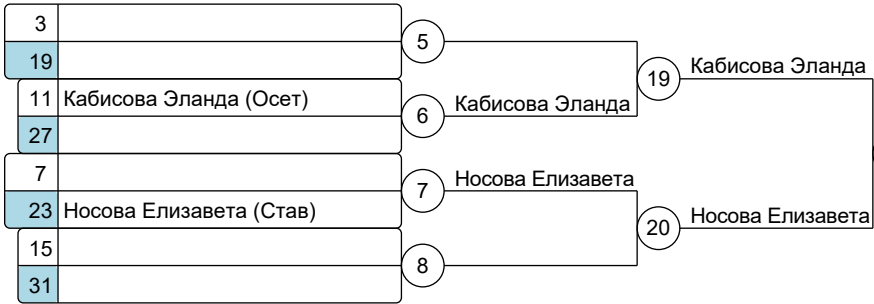 3
5
19
19 Кабисова Эланда
11 Кабисова Эланда (Осет)
6 Кабисова Эланда
27
7
7 Носова Елизавета
23 Носова Елизавета (Став)
20 Носова Елизавета
15
8
31